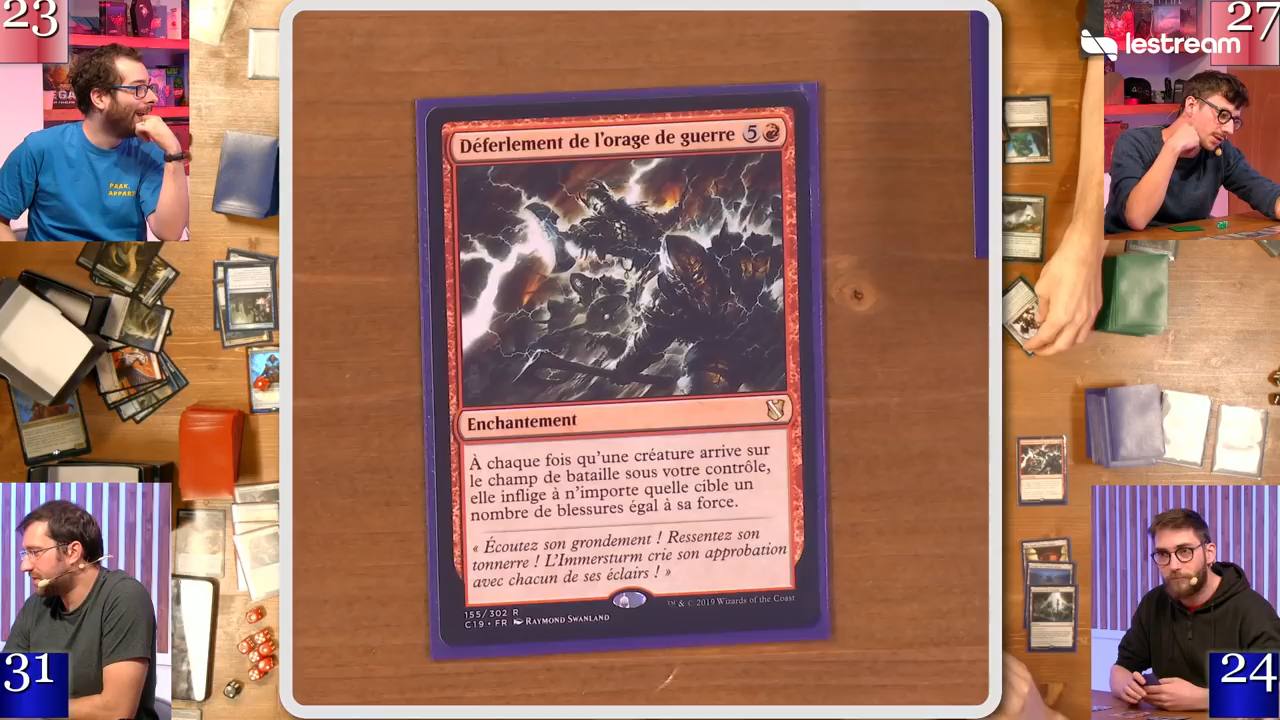 23
27
lestream
PAAK,
APPAREL
Déferlement de l'orage de guerre 5
Enchantement
À chaque fois qu'une créature arrive sur
le champ de bataille sous votre contrôle,
elle inflige à n'importe quelle cible un
nombre de blessures égal à sa force.
« Écoutez son grondement ! Ressentez son
tonnerre ! L'Immersturm crie son approbation
avec chacun de ses éclairs ! »
155/302 R
C19 • FR RAYMOND SWANLAND
™ & © 2019 Wizards of the Coast
31
24